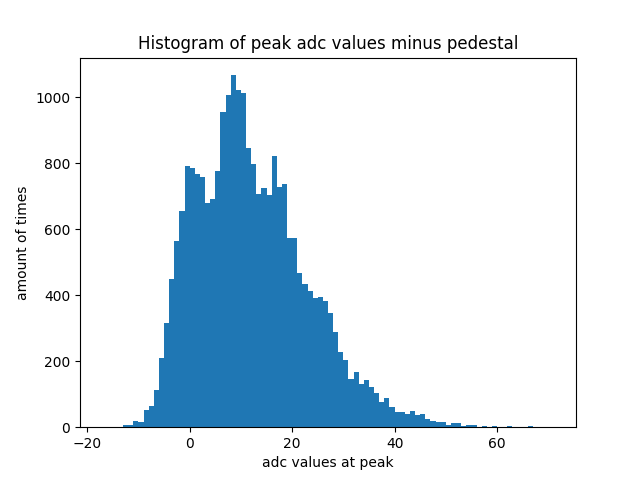 Histogram of peak adc values minus pedestal
amount of times
1000
800
600
400
200
0
−20 0 20 40 60
adc values at peak